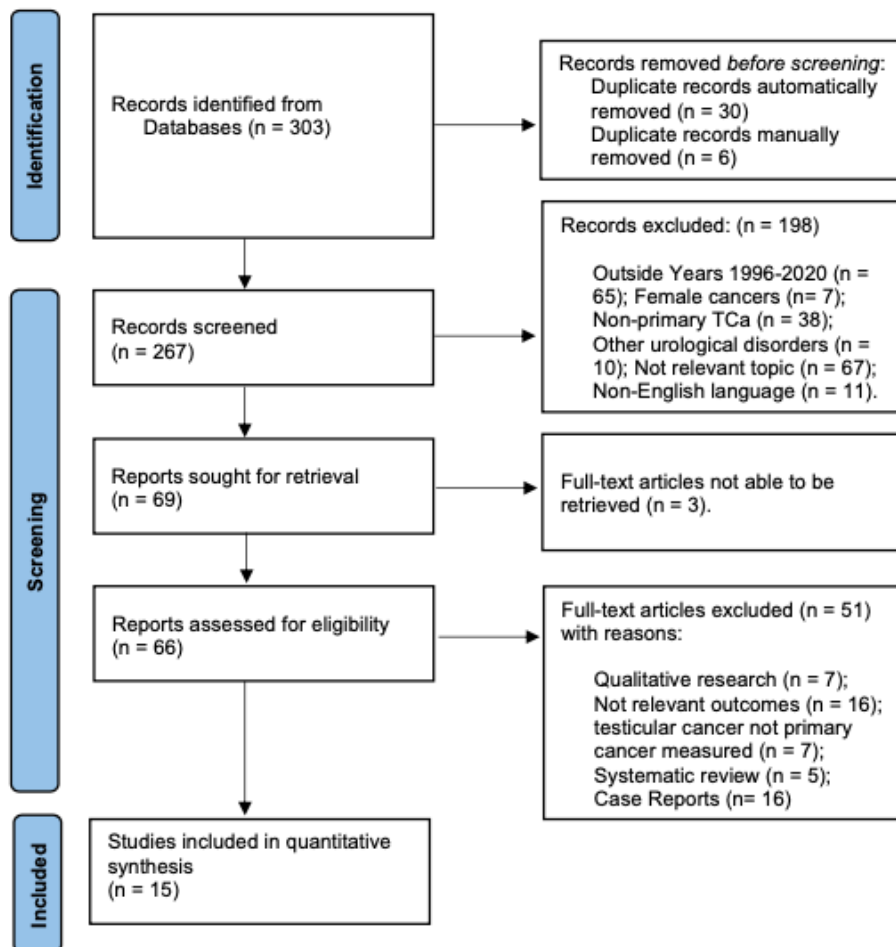 Identification
Records identified from
Databases (n = 303)
Records removed before screening:
Duplicate records automatically
removed (n = 30)
Duplicate records manually
removed (n = 6)
Screening
Records screened
(n = 267)
Records excluded: (n = 198)
Outside Years 1996-2020 (n =
65); Female cancers (n= 7);
Non-primary TCa (n = 38);
Other urological disorders (n =
10); Not relevant topic (n = 67);
Non-English language (n = 11).
Reports sought for retrieval
(n = 69)
Full-text articles not able to be
retrieved (n = 3).
Reports assessed for eligibility
(n = 66)
Full-text articles excluded (n = 51)
with reasons:
Qualitative research (n = 7);
Not relevant outcomes (n = 16);
testicular cancer not primary
cancer measured (n = 7);
Systematic review (n = 5);
Case Reports (n= 16)
Included
Studies included in quantitative
synthesis
(n = 15)